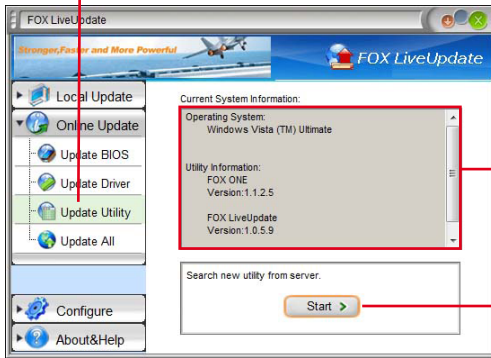 FOX LiveUpdate
Stronger,Faster and More Powerful
FOX LiveUpdate
Local Update
Online Update
Update BIOS
Update Driver
Update Utility
Update All
Configure
About&Help
Current System Information:
Operating System:
Windows Vista (TM) Ultimate
Utility Information:
FOX ONE
Version:1.1.2.5
FOX LiveUpdate
Version:1.0.5.9
Search new utility from server.
Start >